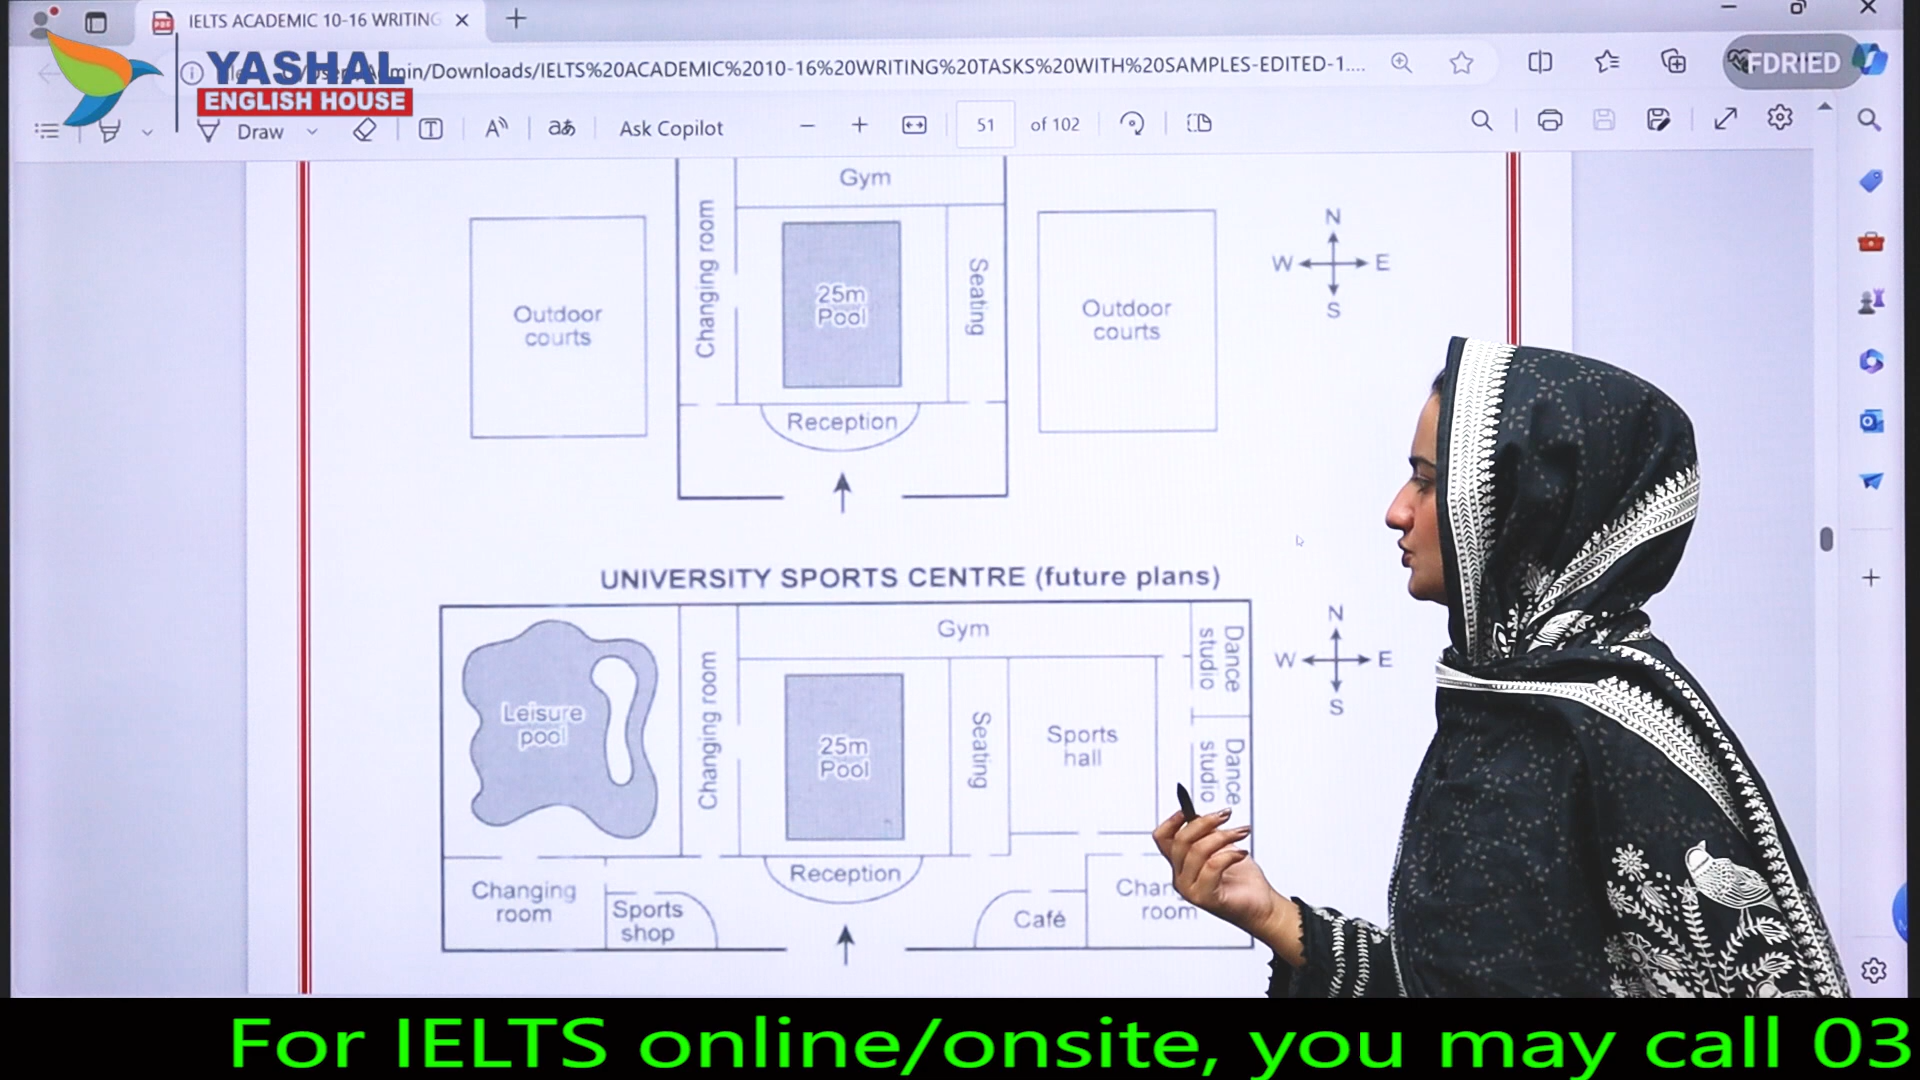 IELTS ACADEMIC 10-16 WRITING
YASHAL
ENGLISH HOUSE
min/Downloads/IELTS%20ACADEMIC%2010-16%20WRITING%20TASKS%20WITH%20SAMPLES-EDITED-1....
FDRIED
Draw
Ask Copilot
51
of 102
Gym
Changing room
25m
Pool
Seating
Outdoor
courts
Outdoor
courts
Reception
N
W
E
S
UNIVERSITY SPORTS CENTRE (future plans)
Gym
Leisure
pool
Changing room
25m
Pool
Seating
Sports
hall
Dance
studio
Dance
studio
N
W
E
S
Reception
Changing
room
Sports
shop
Café
room
For IELTS online/onsite, you may call 03